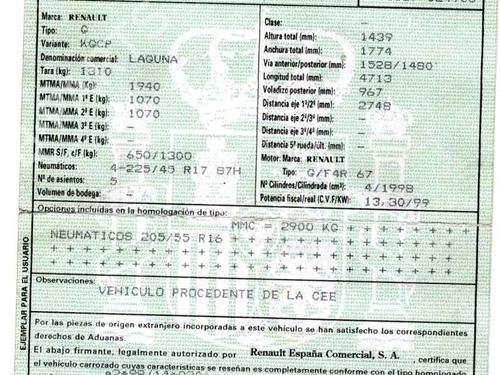 Marca: RENAULT
Tipo: G
Variante: KGCP
Denominación comercial: LAGUNA
Tara (kg): 1310
MTMA/MMA (Kg): 1940
MTMA/MMA 1º E (kg): 1070
MTMA/MMA 2º E (kg): 1070
MTMA/MMA 3º E (kg): —
MTMA/MMA 4º E (kg):
MMR S/F, c/F (kg): 650/1300
Neumáticos: 4-225/45 R17 87H
Nº de asientos: 5
Volumen de bodega: —
Clase: —
Altura total (mm): 1439
Anchura total (mm): 1774
Vía anterior/posterior (mm): 1528/1480
Longitud total (mm): 4713
Voladizo posterior (mm): 967
Distancia eje 1º/2º (mm): 2748
Distancia eje 2º/3º (mm): —
Distancia eje 3º/4º (mm): —
Distancia 5ª rueda/últ. (mm): —
Motor: Marca: RENAULT
Tipo: G/F4R 67
Nº Cilindros/Cilindrada (cm³): 4/1998
Potencia fiscal/real (C.V.F/KW): 13,30/99
Opciones incluidas en la homologación de tipo:
MMC = 2900 KG + + + + + + +
NEUMATICOS 205/55 R16 + + + + + + + + + + + + +
Observaciones:
VEHICULO PROCEDENTE DE LA CEE
Por las piezas de origen extranjero incorporadas a este vehículo se han satisfecho los correspondientes
derechos de Aduanas.
El abajo firmante, legalmente autorizado por Renault España Comercial, S. A. , certifica que
el vehículo carrozado cuyas características se reseñan es completamente conforme con el tipo homologado
EJEMPLAR PARA EL USUARIO